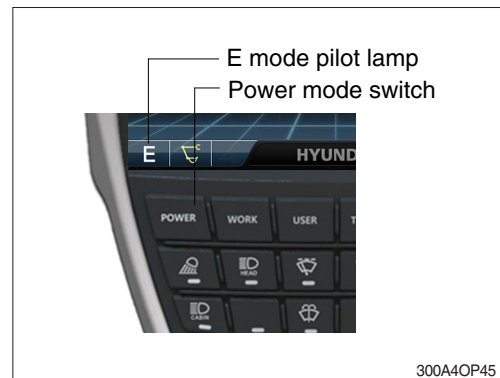 E mode pilot lamp
Power mode switch
E
C
HYUND
POWER
WORK
USER
T
HEAD
CABIN
300A4OP45